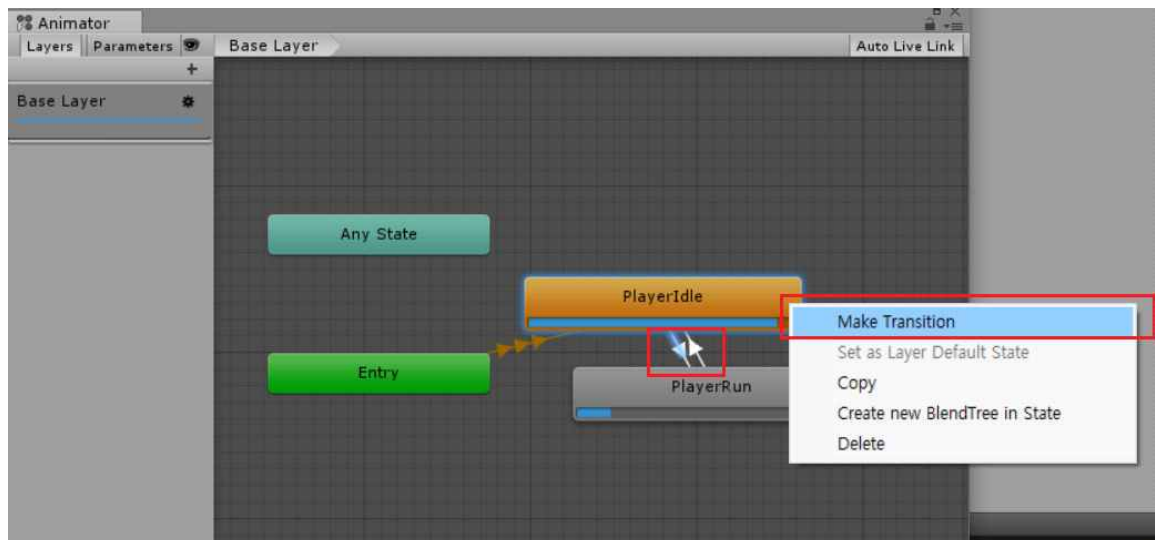 Animator
Layers Parameters Base Layer Auto Live Link
+
Base Layer
Any State
PlayerIdle
Make Transition
Set as Layer Default State
Entry
PlayerRun
Copy
Create new BlendTree in State
Delete